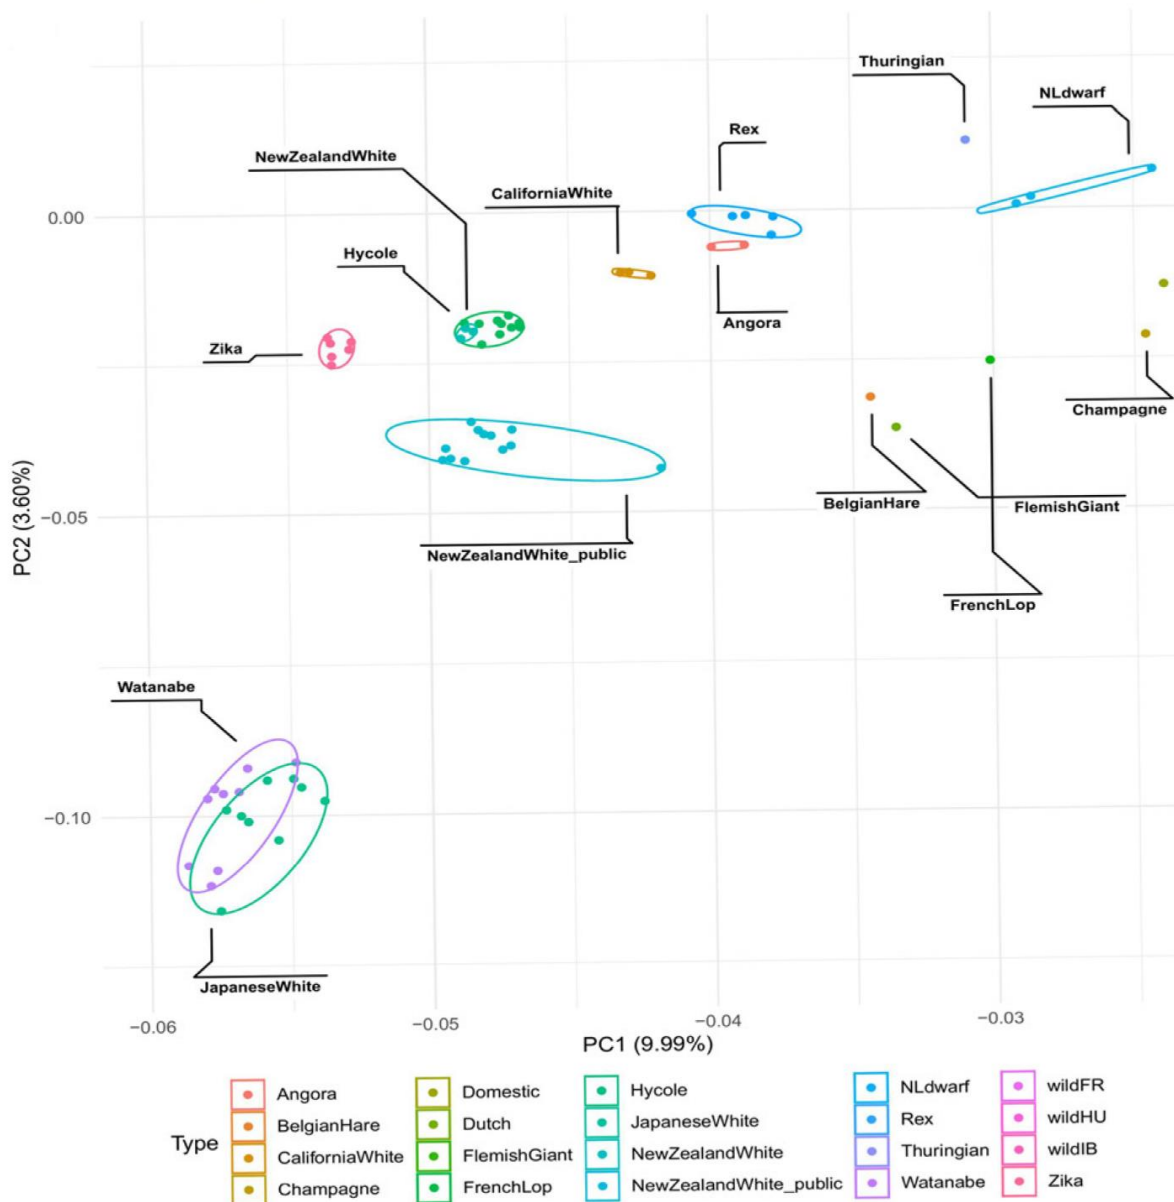 Thuringian
NLdwarf
Rex
NewZealandWhite
CaliforniaWhite
0.00
Hycole
Angora
Zika
Champagne
BelgianHare
FlemishGiant
PC2 (3.60%)
−0.05
NewZealandWhite_public
FrenchLop
Watanabe
−0.10
JapaneseWhite
−0.06
−0.05
−0.04
−0.03
PC1 (9.99%)
Type
Angora
BelgianHare
CaliforniaWhite
Champagne
Domestic
Dutch
FlemishGiant
FrenchLop
Hycole
JapaneseWhite
NewZealandWhite
NewZealandWhite_public
NLdwarf
Rex
Thuringian
Watanabe
wildFR
wildHU
wildIB
Zika